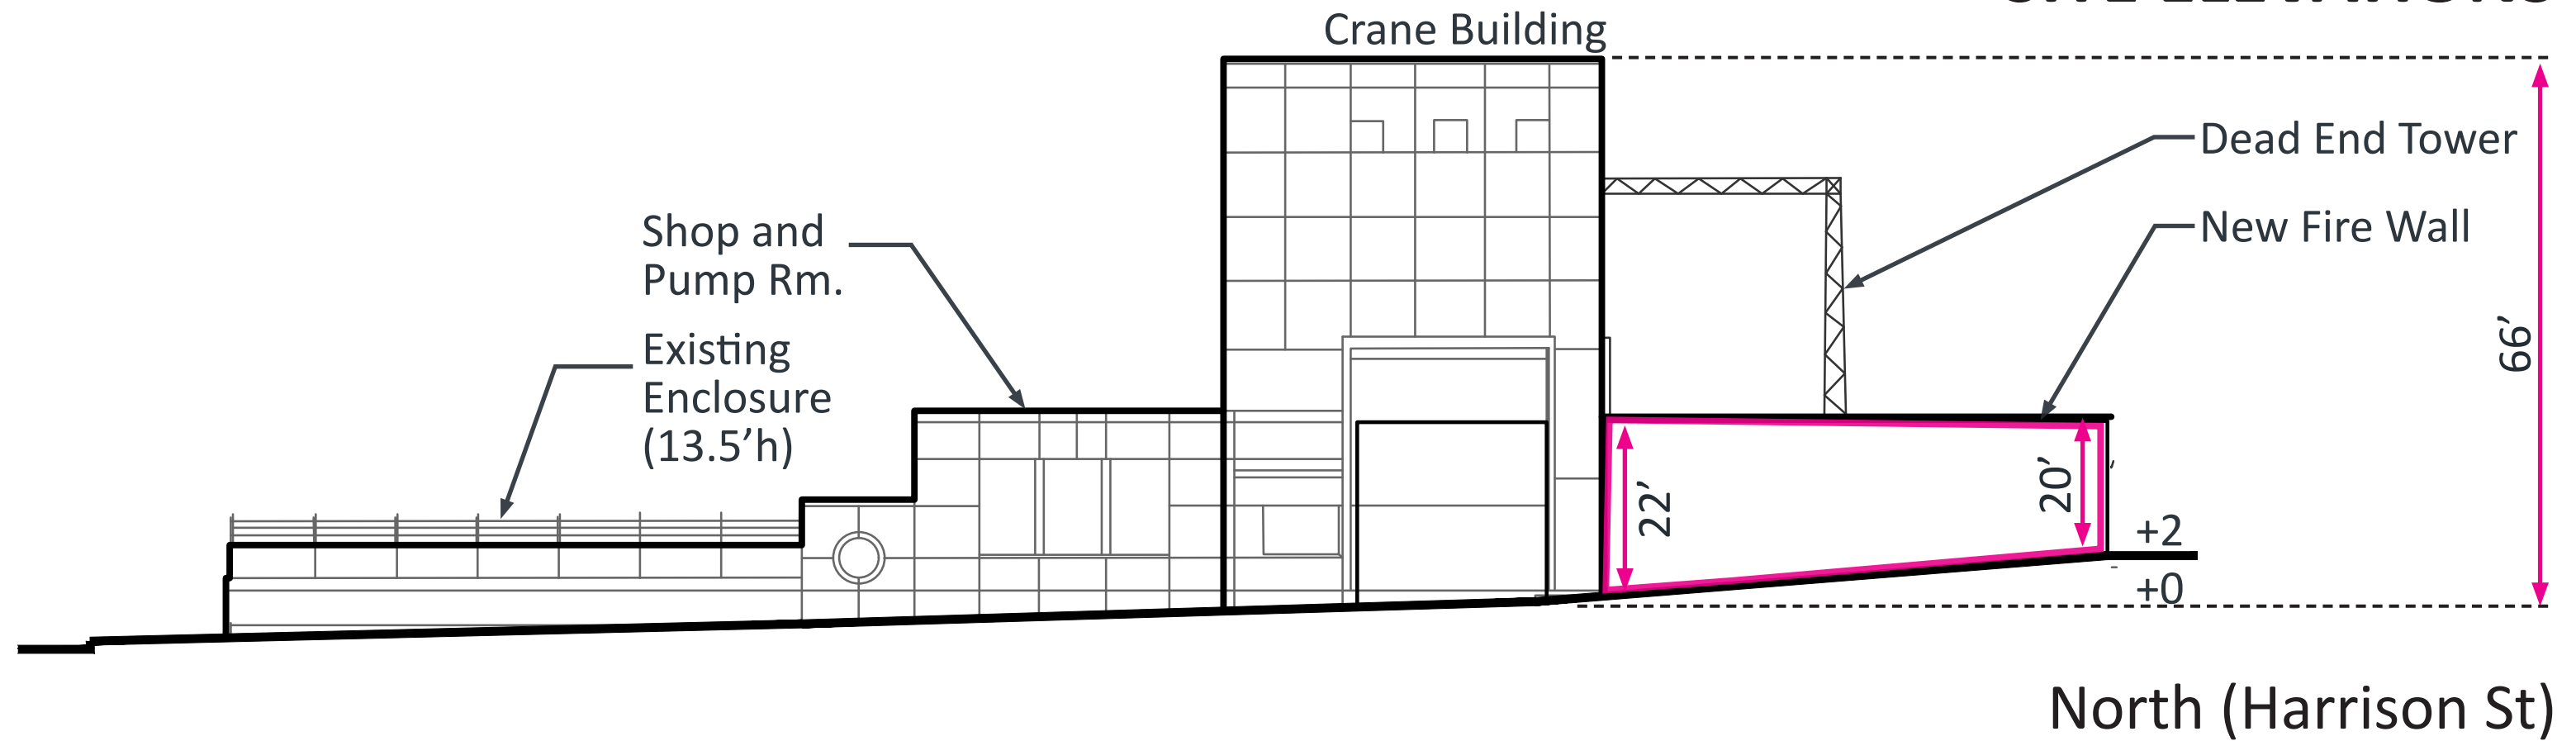 Crane Building
Dead End Tower
New Fire Wall
Shop and
Pump Rm.
Existing
Enclosure
(13.5’h)
66’
22’
20’
+2
+0
North (Harrison St)